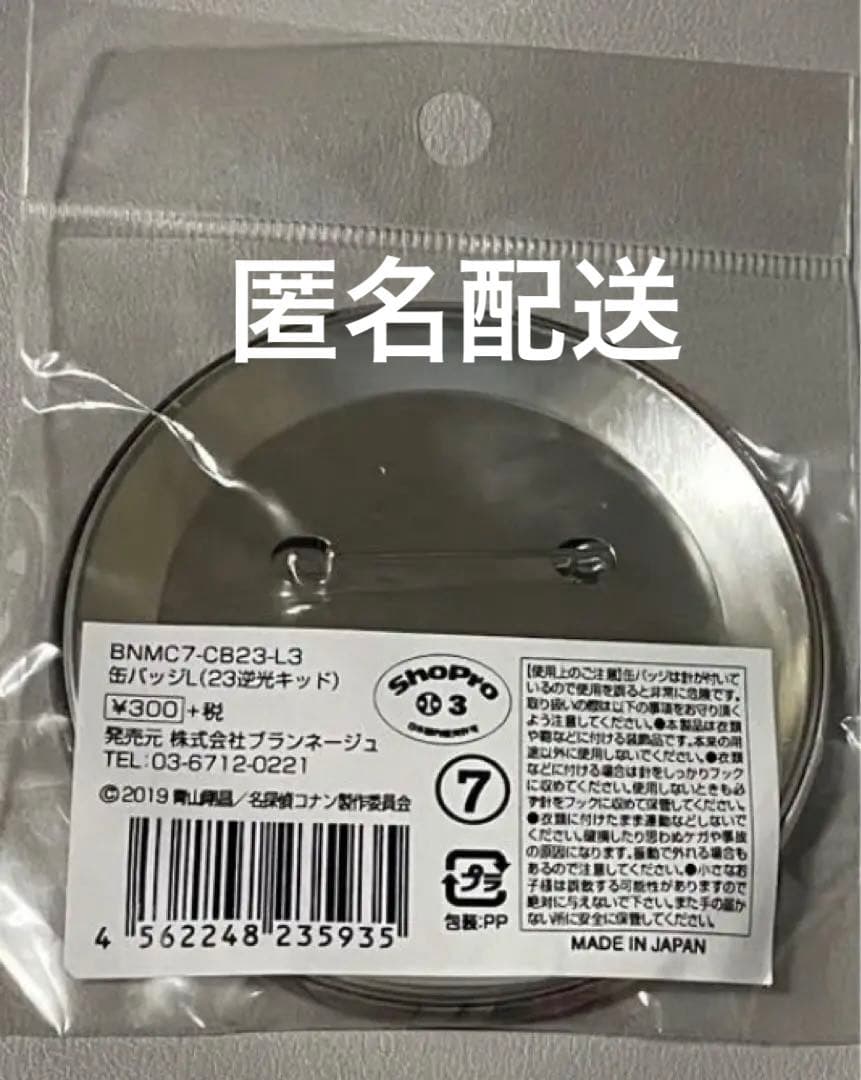 匿名配送
BNMC7-CB23-L3
缶バッジL(23逆光キッド)
¥300+税
発売元 株式会社ブランネージュ
TEL:03-6712-0221
©2019 青山剛昌/名探偵コナン製作委員会
4 562248 235935
ShoPro
3
7
プラ
包装:PP
【使用上のご注意】缶バッジは針が付いて
いるので使用を誤ると非常に危険です。
取り扱いの際は以下の事項をお守り頂く
よう注意してください。●本製品は衣類
や鞄などに付ける装飾品です。本来の用
途以外に使用しないでください。●衣類
などに付ける場合は針をしっかりフック
に収めてください。使用しないときも必
ず針をフックに収めて保管してください。
●衣類に付けたまま運動などしないで
ください。破損したり思わぬケガや事故
の原因になります。振動で外れる場合も
あるので注意してください。●小さなお
子様は誤飲する可能性がありますので
絶対に与えないで下さい。また手の届か
ない所に安全に保管してください。
MADE IN JAPAN